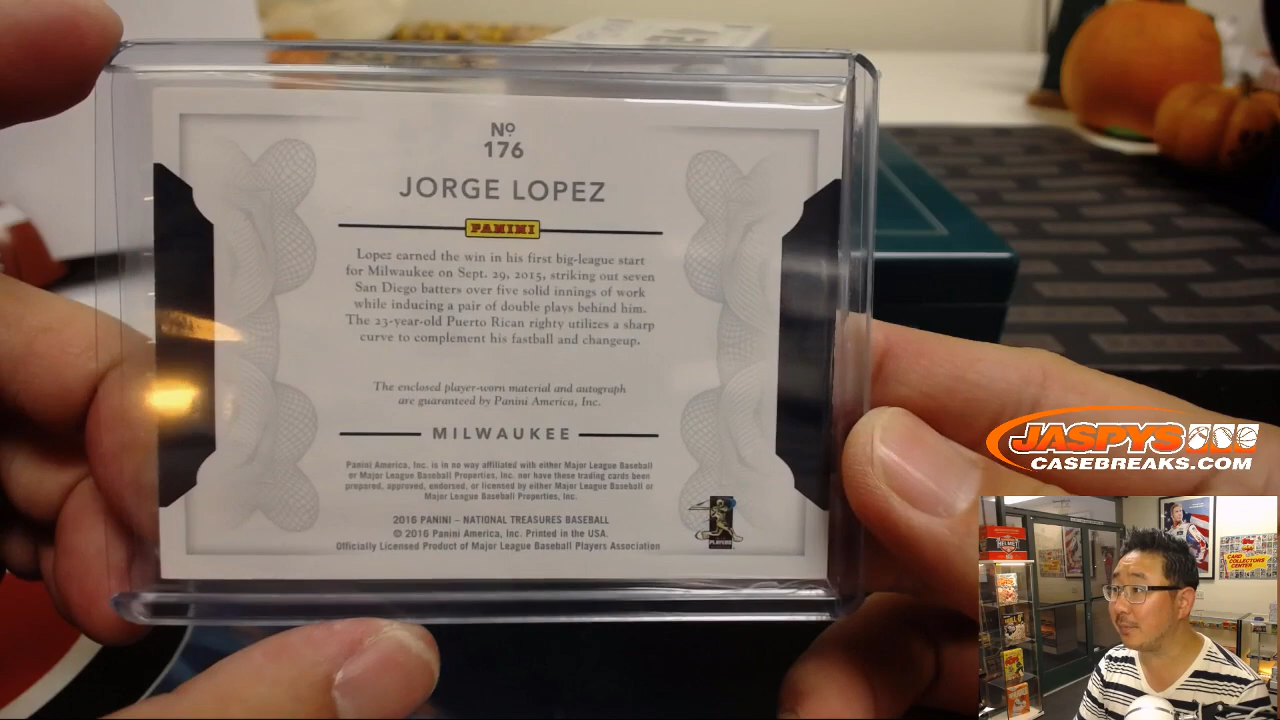 Nº
176
JORGE LOPEZ
PANINI
Lopez earned the win in his first big-league start
for Milwaukee on Sept. 29, 2015, striking out seven
San Diego batters over five solid innings of work
while inducing a pair of double plays behind him.
The 23-year-old Puerto Rican righty utilizes a sharp
curve to complement his fastball and changeup.
The enclosed player-worn material and autograph
are guaranteed by Panini America, Inc.
MILWAUKEE
Panini America, Inc. is in no way affiliated with either Major League Baseball
or Major League Baseball Properties, Inc. nor have these trading cards been
prepared, approved, endorsed, or licensed by either Major League Baseball or
Major League Baseball Properties, Inc.
2016 PANINI – NATIONAL TREASURES BASEBALL
© 2016 Panini America, Inc. Printed in the USA.
Officially Licensed Product of Major League Baseball Players Association
PLAYERS
JASPYS
CASEBREAKS.COM
CARD
COLLECTORS
CENTER